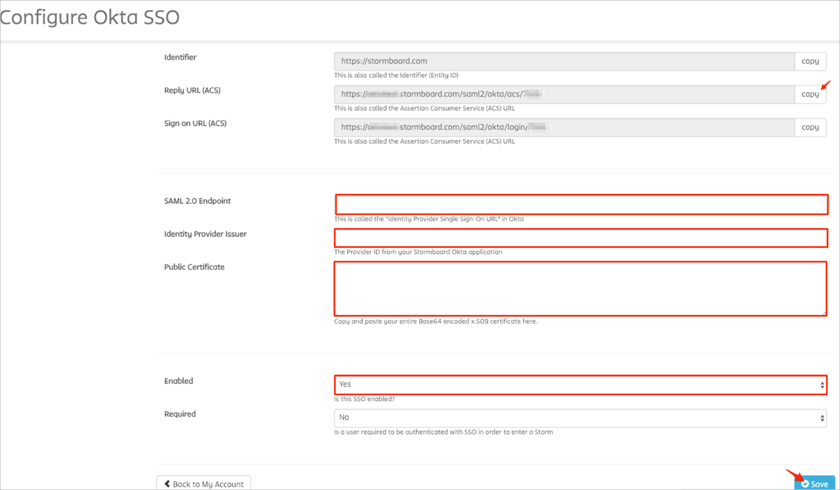 Configure Okta SSO
Identifier
https://stormboard.com
copy
This is also called the Identifier (Entity ID)
Reply URL (ACS)
https:// .stormboard.com/saml2/okta/acs/
copy
This is also called the Assertion Consumer Service (ACS) URL
Sign on URL (ACS)
https:// .stormboard.com/saml2/okta/login/
copy
This is also called the Assertion Consumer Service (ACS) URL
SAML 2.0 Endpoint
This is called the "Identity Provider Single Sign-On URL" in Okta
Identity Provider Issuer
The Provider ID from your Stormboard Okta application
Public Certificate
Copy and paste your entire Base64 encoded x.509 certificate here.
Enabled
Yes
Is this SSO enabled?
Required
No
Is a user required to be authenticated with SSO in order to enter a Storm
Back to My Account
Save